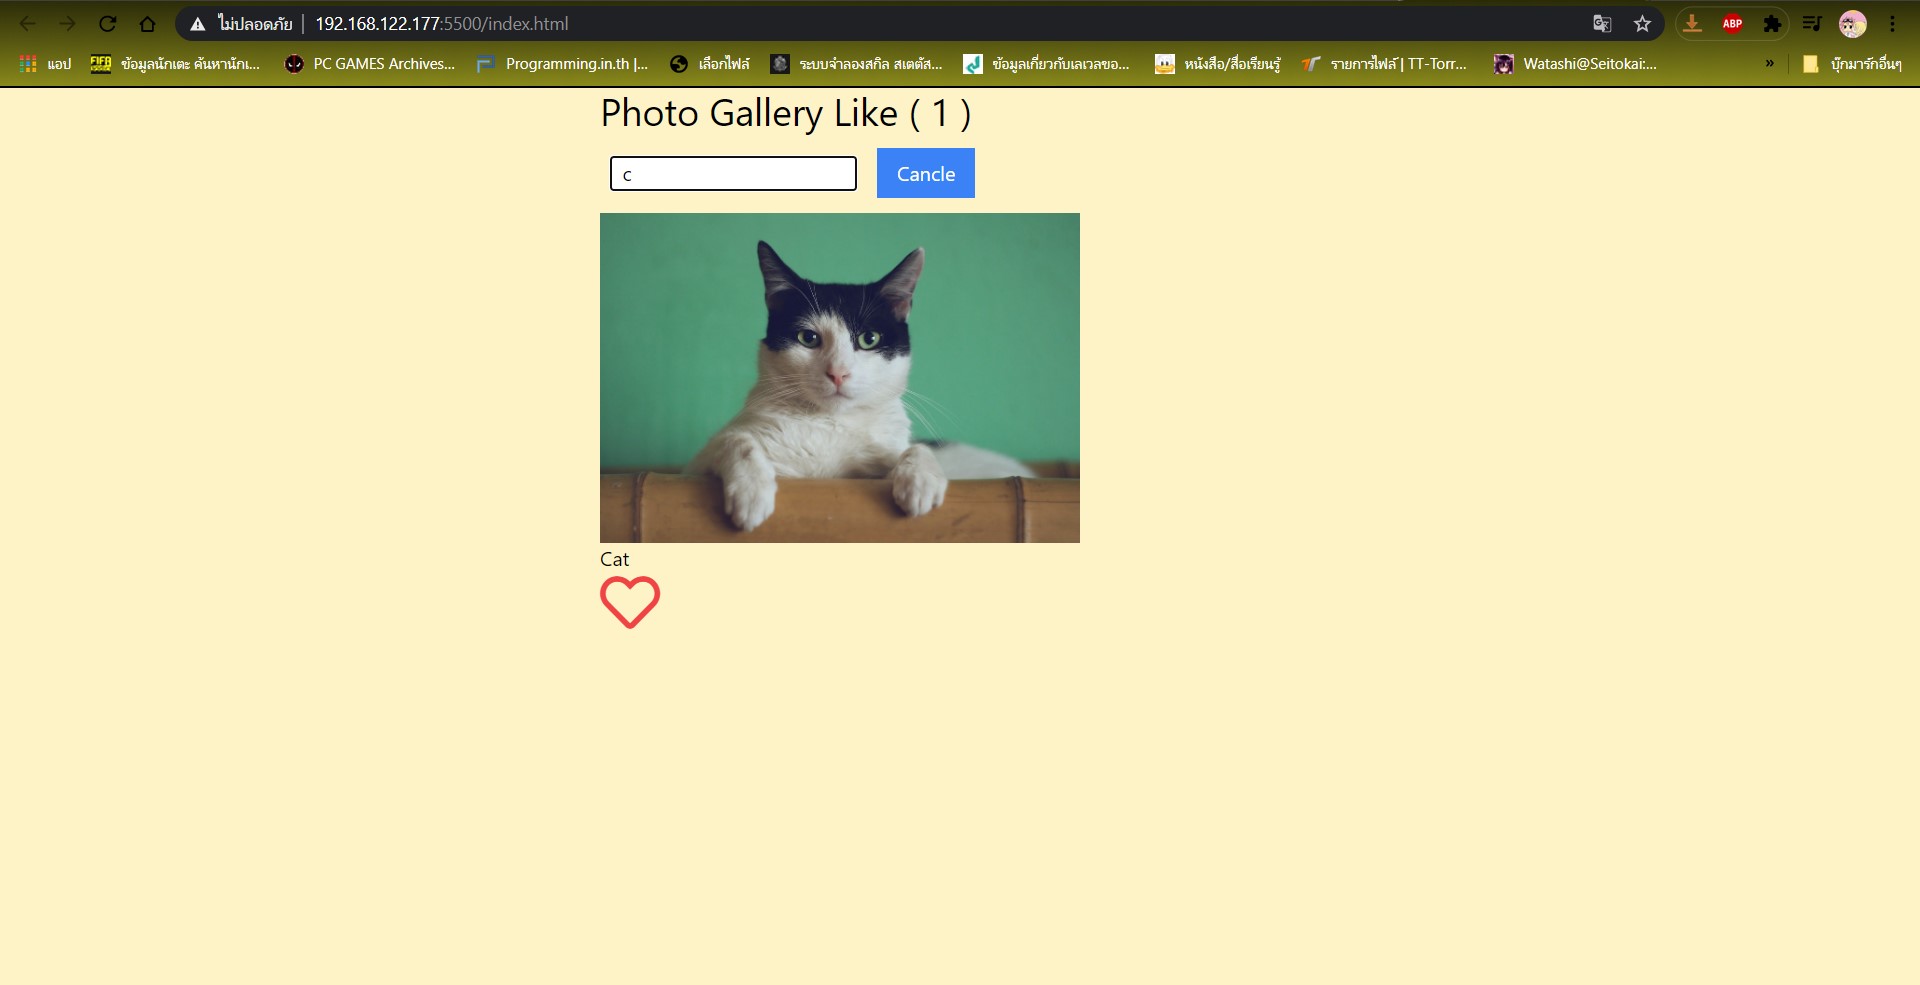 ไม่ปลอดภัย | 192.168.122.177:5500/index.html ABP
แอป FIFA ข้อมูลนักเตะ ค้นหานักเ... PC GAMES Archives... Programming.in.th |... เลือกไฟล์ ระบบจำลองสกิล สเตตัส... ข้อมูลเกี่ยวกับเลเวลขอ... หนังสือ/สื่อเรียนรู้ รายการไฟล์ | TT-Torr... Watashi@Seitokai:... » บุ๊กมาร์กอื่นๆ
Photo Gallery Like ( 1 )
c Cancle
Cat